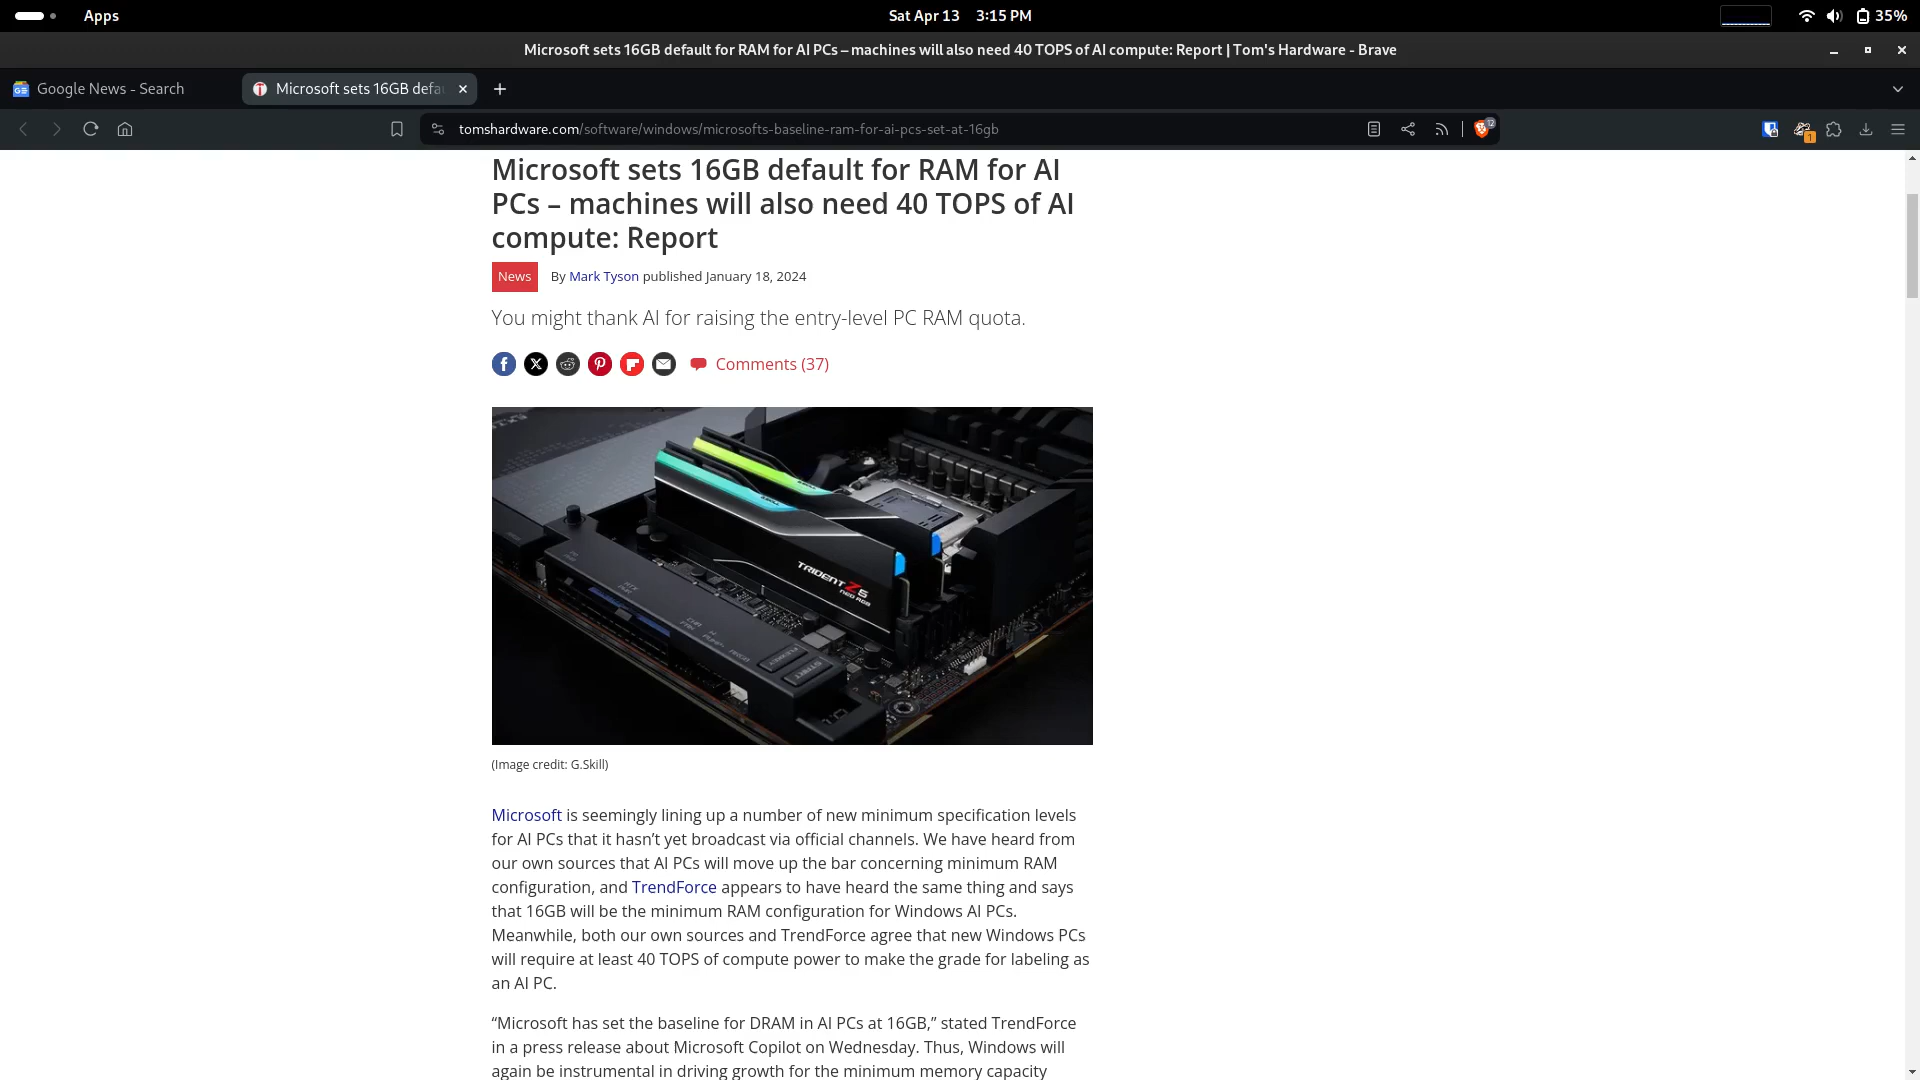 Apps
Sat Apr 13 3:15 PM
35%
Microsoft sets 16GB default for RAM for AI PCs – machines will also need 40 TOPS of AI compute: Report | Tom's Hardware - Brave
Google News - Search
Microsoft sets 16GB defa
tomshardware.com/software/windows/microsofts-baseline-ram-for-ai-pcs-set-at-16gb
12
1
Microsoft sets 16GB default for RAM for AI
PCs – machines will also need 40 TOPS of AI
compute: Report
News
By Mark Tyson published January 18, 2024
You might thank AI for raising the entry-level PC RAM quota.
Comments (37)
TRIDENT Z5
NEO RGB
START
(Image credit: G.Skill)
Microsoft is seemingly lining up a number of new minimum specification levels
for AI PCs that it hasn’t yet broadcast via official channels. We have heard from
our own sources that AI PCs will move up the bar concerning minimum RAM
configuration, and TrendForce appears to have heard the same thing and says
that 16GB will be the minimum RAM configuration for Windows AI PCs.
Meanwhile, both our own sources and TrendForce agree that new Windows PCs
will require at least 40 TOPS of compute power to make the grade for labeling as
an AI PC.
“Microsoft has set the baseline for DRAM in AI PCs at 16GB,” stated TrendForce
in a press release about Microsoft Copilot on Wednesday. Thus, Windows will
again be instrumental in driving growth for the minimum memory capacity